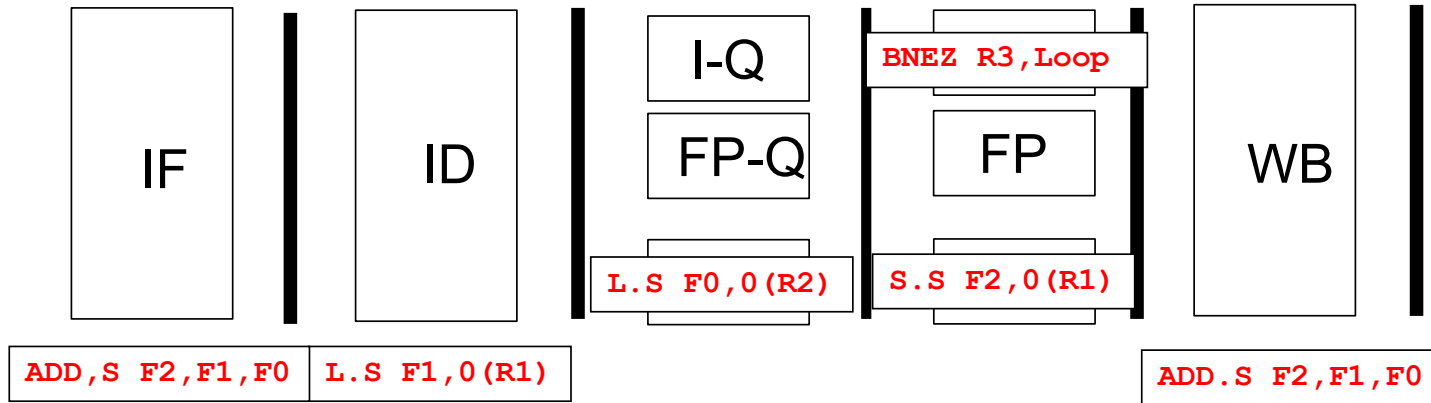 I-Q
BNEZ R3,Loop
IF
ID
FP-Q
FP
WB
L.S F0,0(R2)
S.S F2,0(R1)
ADD,S F2,F1,F0
L.S F1,0(R1)
ADD.S F2,F1,F0